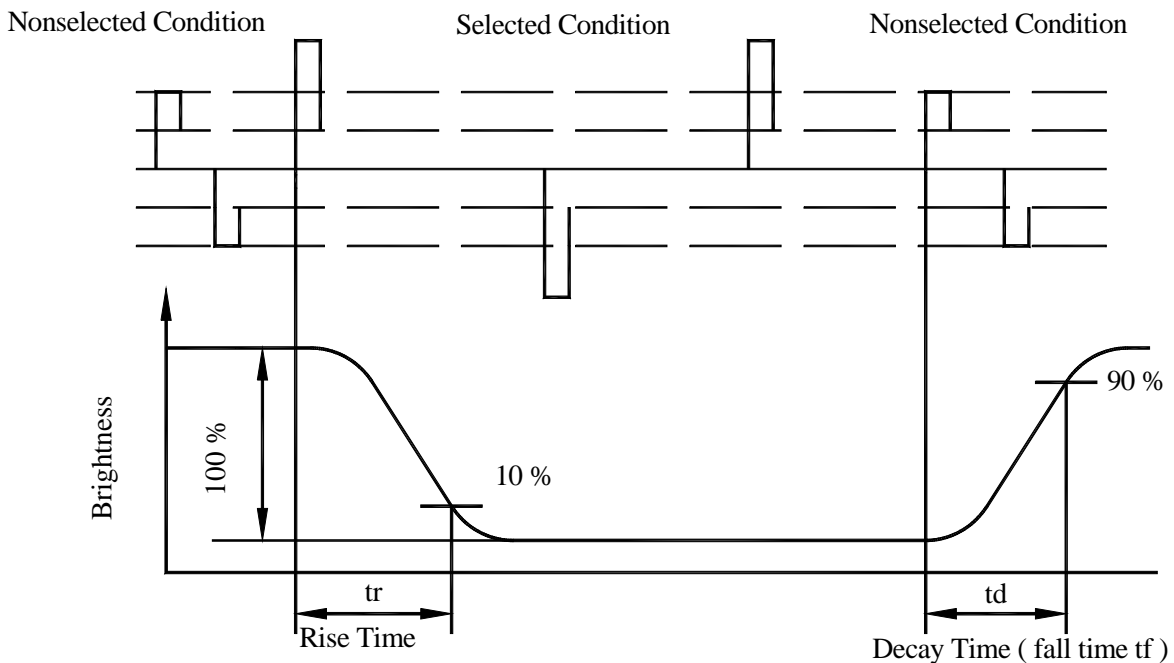 Nonselected Condition
Selected Condition
Nonselected Condition
Brightness
100 %
10 %
90 %
tr
Rise Time
td
Decay Time ( fall time tf )